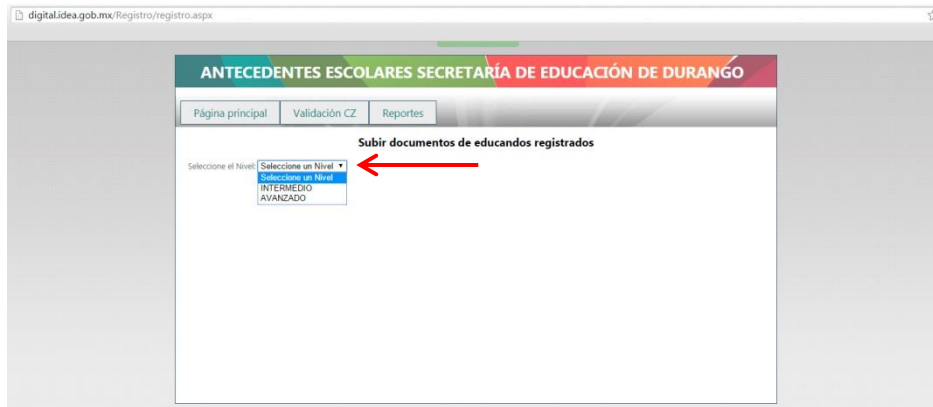 digital.idea.gob.mx/Registro/registro.aspx
ANTECEDENTES ESCOLARES SECRETARÍA DE EDUCACIÓN DE DURANGO
Página principal Validación CZ Reportes
Subir documentos de educandos registrados
Seleccione el Nivel: Seleccione un Nivel
Seleccione un Nivel
INTERMEDIO
AVANZADO